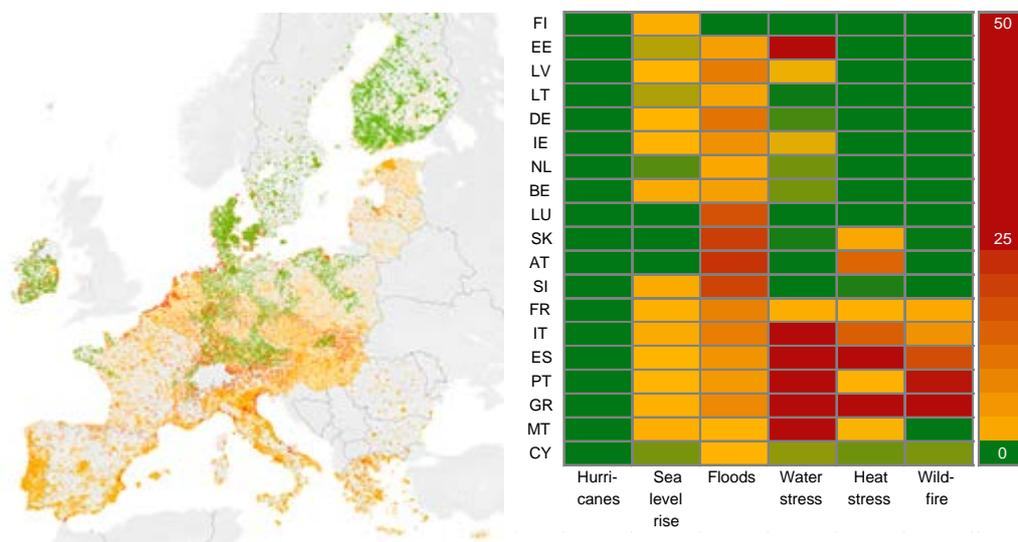 FI
EE
LV
LT
DE
IE
NL
BE
LU
SK
AT
SI
FR
IT
ES
PT
GR
MT
CY
50
25
0
Hurri-
canes
Sea
level
rise
Floods
Water
stress
Heat
stress
Wild-
fire